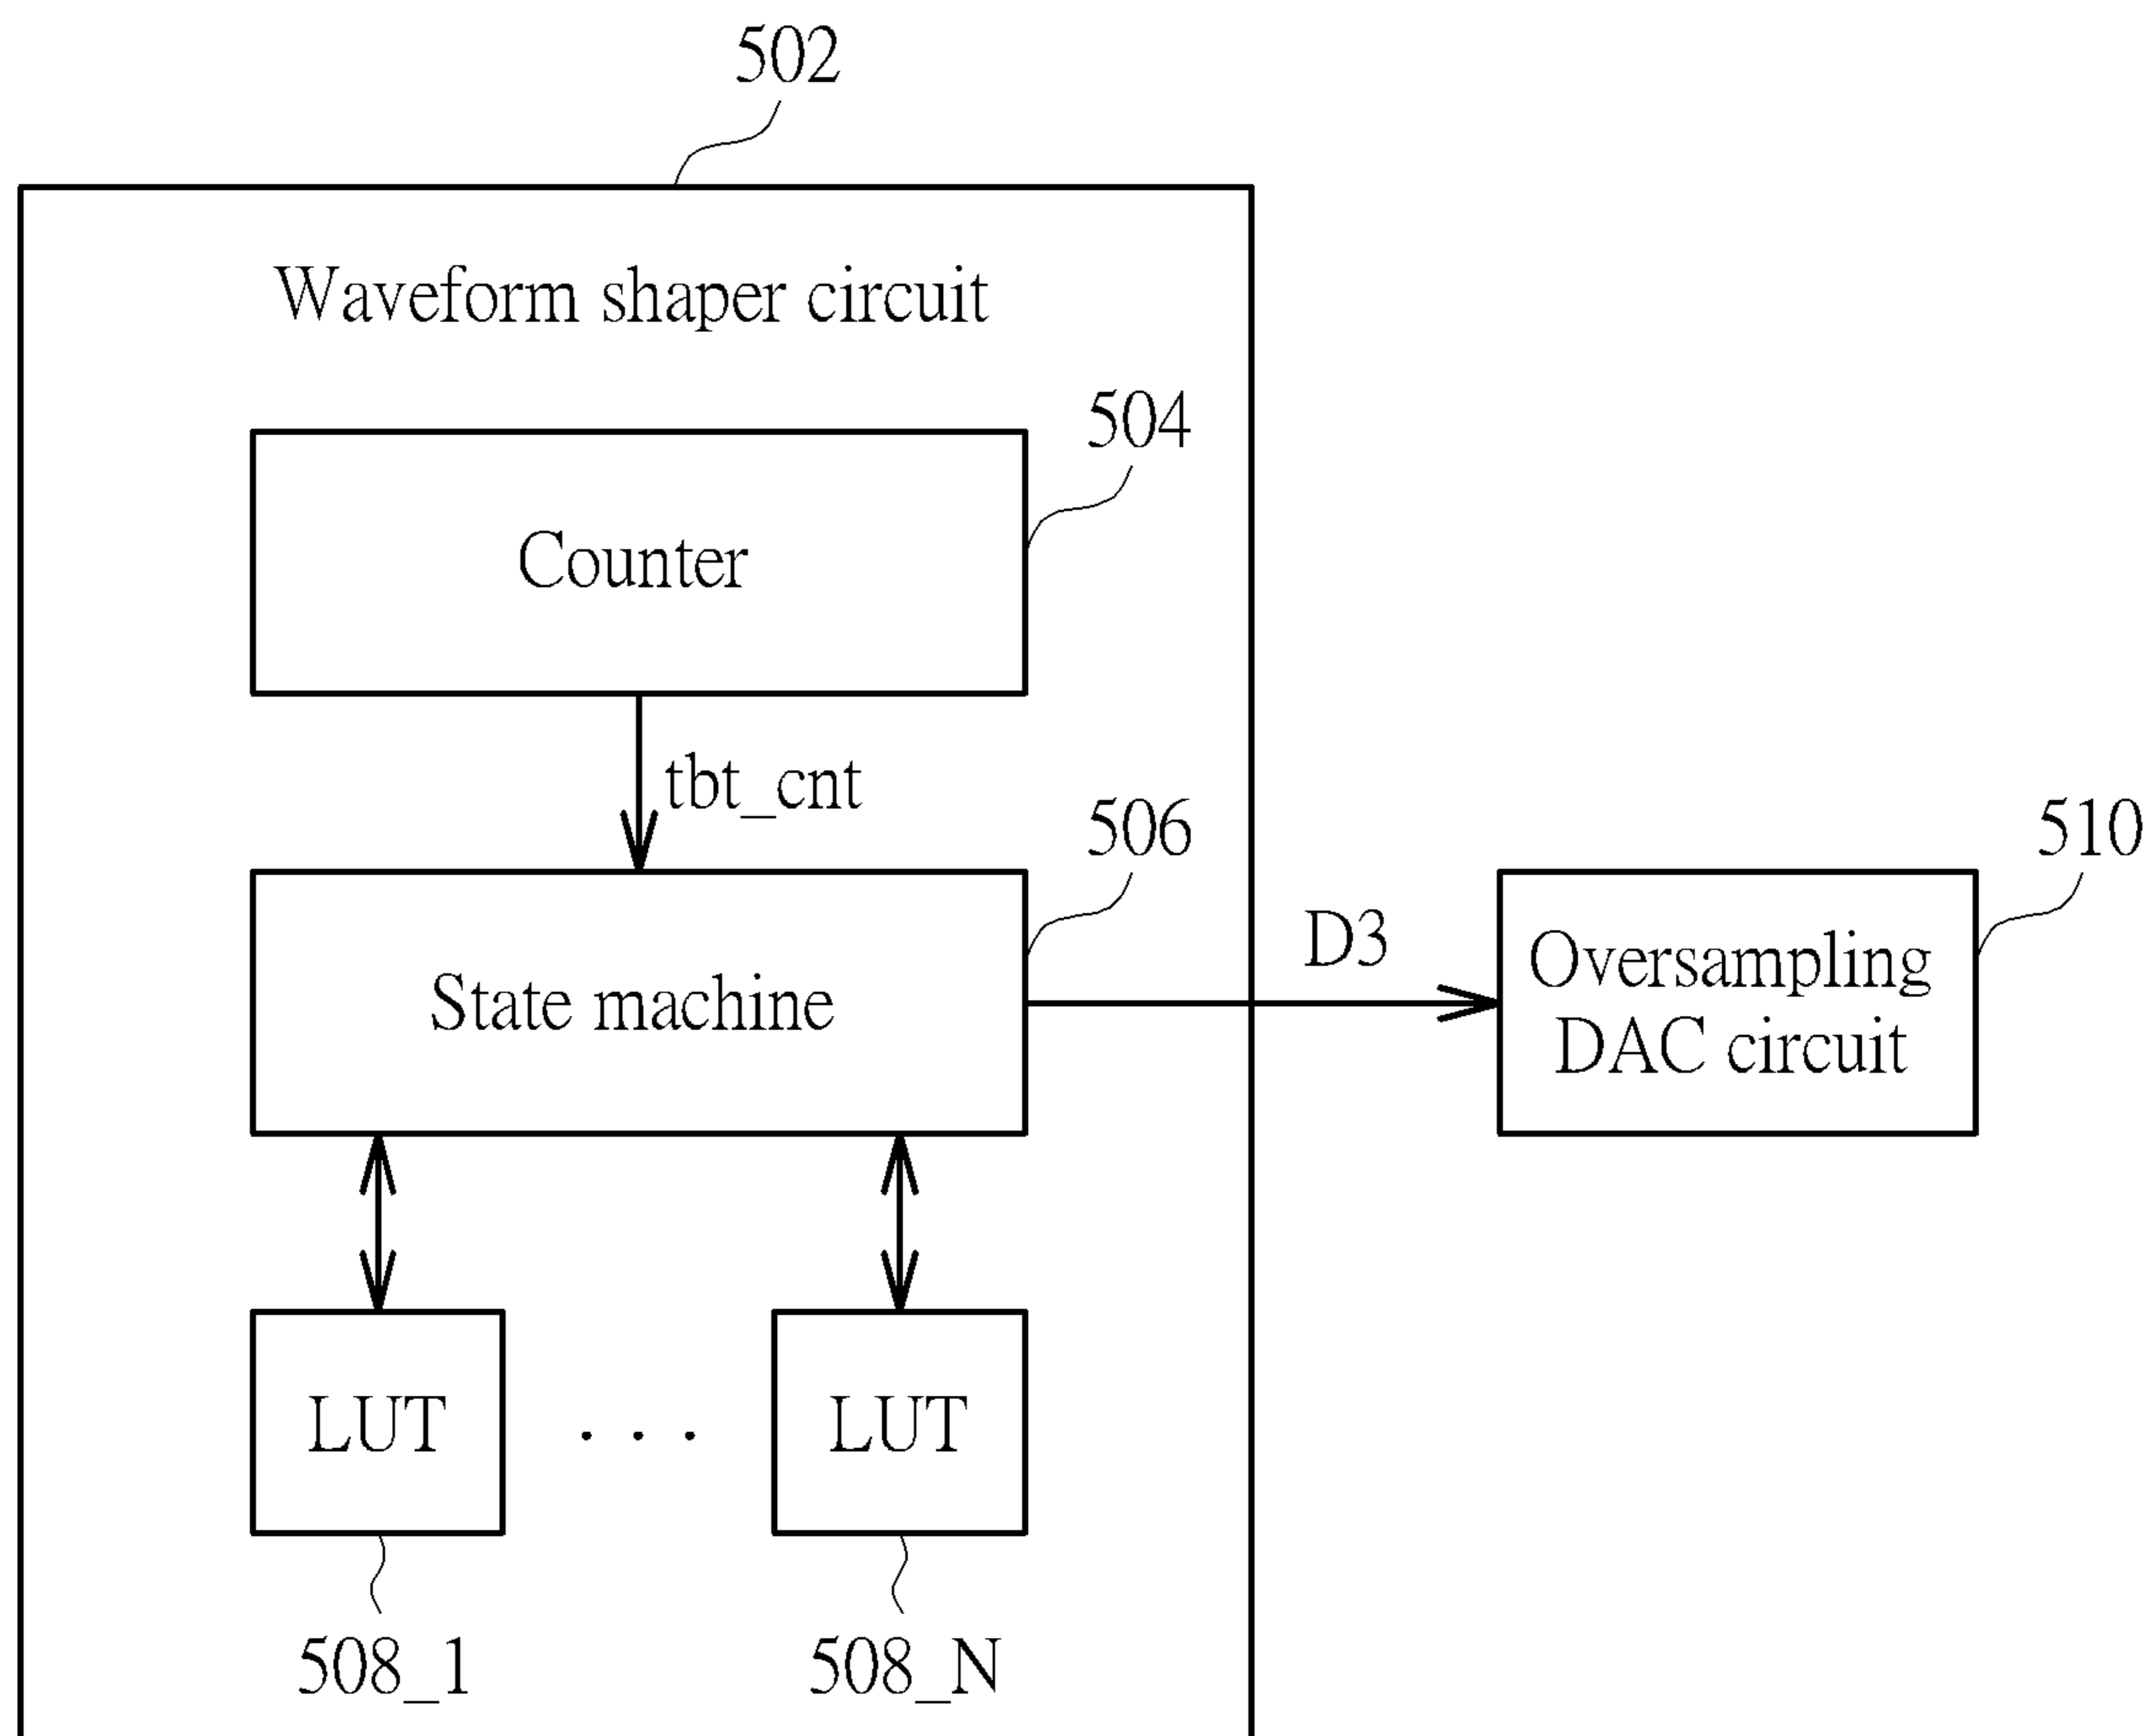 502
Waveform shaper circuit
504
Counter
tbt_cnt
506
State machine
D3
510
Oversampling
DAC circuit
LUT
. . .
LUT
508_1
508_N